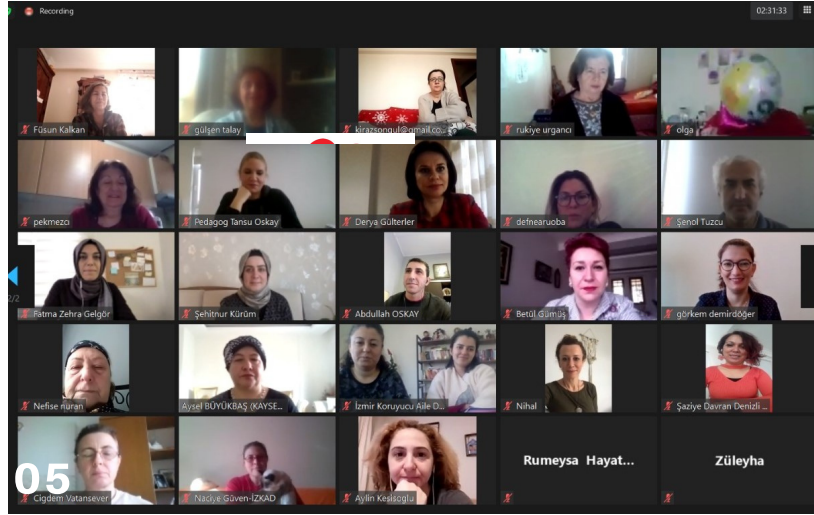 Recording
02:31:33
Füsun Kalkan
gülşen talay
kirazsongul@gmail.co...
rukiye urgancı
olga
pekmezci
Pedagog Tansu Oskay
Derya Gülterler
defnearuoba
Şenol Tuzcu
2/2
Fatma Zehra Gelgör
Şehitnur Kürüm
Abdullah OSKAY
Betül Gümüş
görkem demirdöğer
Nefise nuran
Aysel BÜYÜKBAŞ (KAYSE...
İzmir Koruyucu Aile D...
Nihal
Şaziye Davran Denizli ...
05
Cigdem Vatansever
Naciye Güven-İZKAD
Aylin Kesisoglu
Rumeysa Hayat...
Züleyha